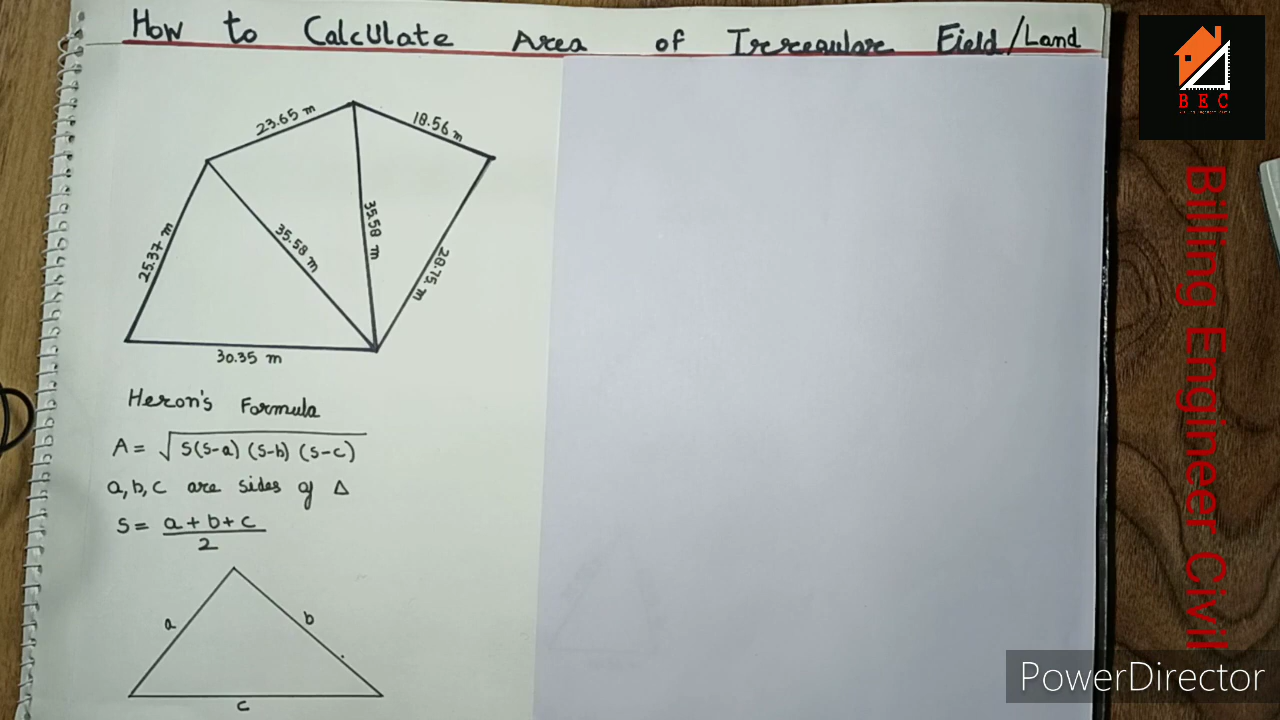 How to Calculate Area of Irregular Field/Land
23.65 m
18.56 m
25.37 m
35.58 m
35.58 m
28.75 m
30.35 m
Heron's Formula
A = √S(S-a) (S-b) (S-c)
a, b, c are sides of Δ
S = a + b + c
2
a
b
c
BEC
Billing Engineer Civil
PowerDirector